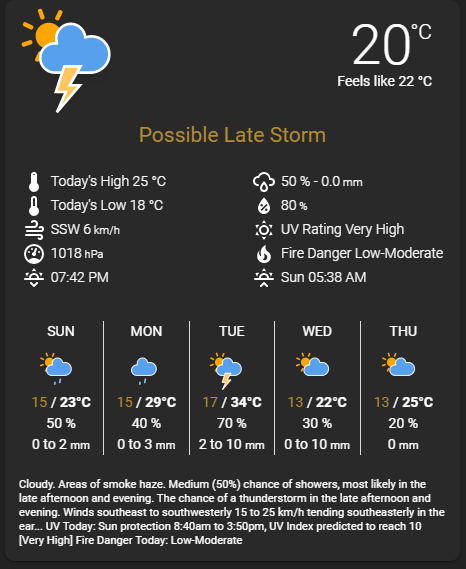 20°C
Feels like 22 °C
Possible Late Storm
Today's High 25 °C
50 % - 0.0 mm
Today's Low 18 °C
80 %
SSW 6 km/h
UV Rating Very High
1018 hPa
Fire Danger Low-Moderate
07:42 PM
Sun 05:38 AM
SUN MON TUE WED THU
15 / 23°C 15 / 29°C 17 / 34°C 13 / 22°C 13 / 25°C
50 % 40 % 70 % 30 % 20 %
0 to 2 mm 0 to 3 mm 2 to 10 mm 0 to 10 mm 0 mm
Cloudy. Areas of smoke haze. Medium (50%) chance of showers, most likely in the
late afternoon and evening. The chance of a thunderstorm in the late afternoon and
evening. Winds southeast to southwesterly 15 to 25 km/h tending southeasterly in the
ear... UV Today: Sun protection 8:40am to 3:50pm, UV Index predicted to reach 10
[Very High] Fire Danger Today: Low-Moderate